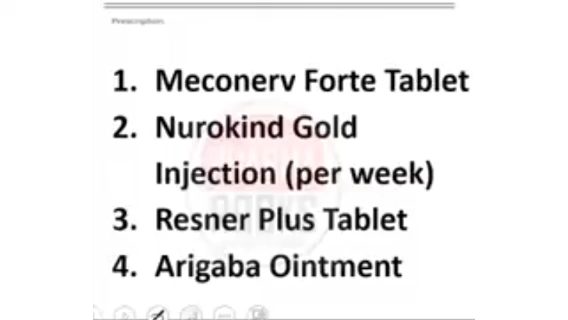 Prescription:
1. Meconerv Forte Tablet
2. Nurokind Gold
Injection (per week)
3. Resner Plus Tablet
4. Arigaba Ointment